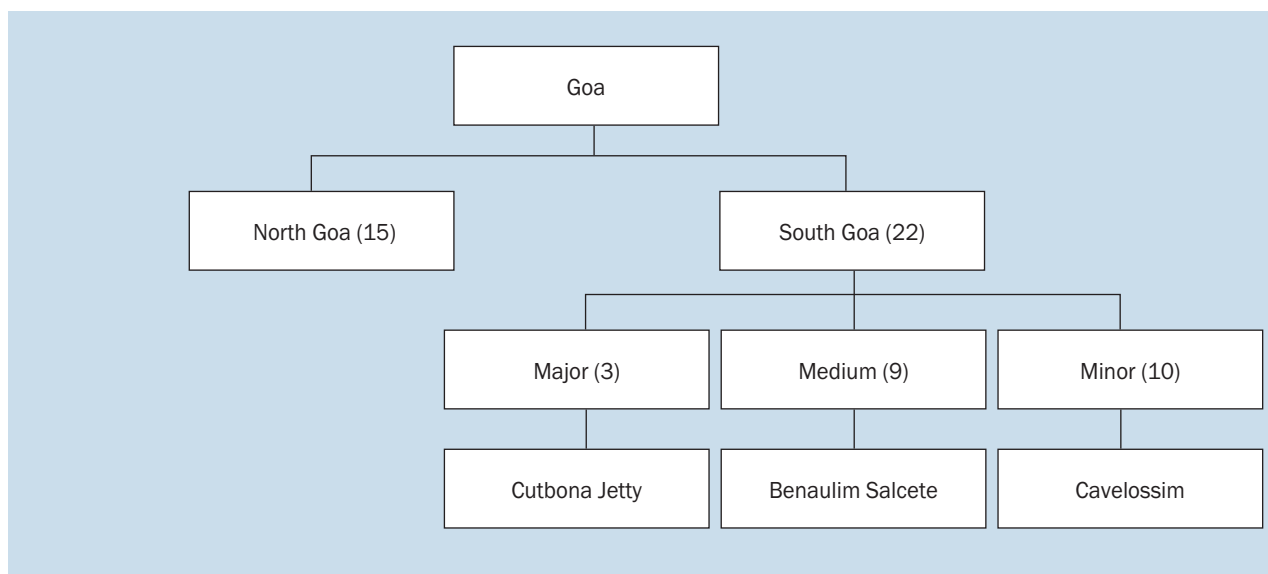 Goa
North Goa (15)
South Goa (22)
Major (3)
Medium (9)
Minor (10)
Cutbona Jetty
Benaulim Salcete
Cavelossim